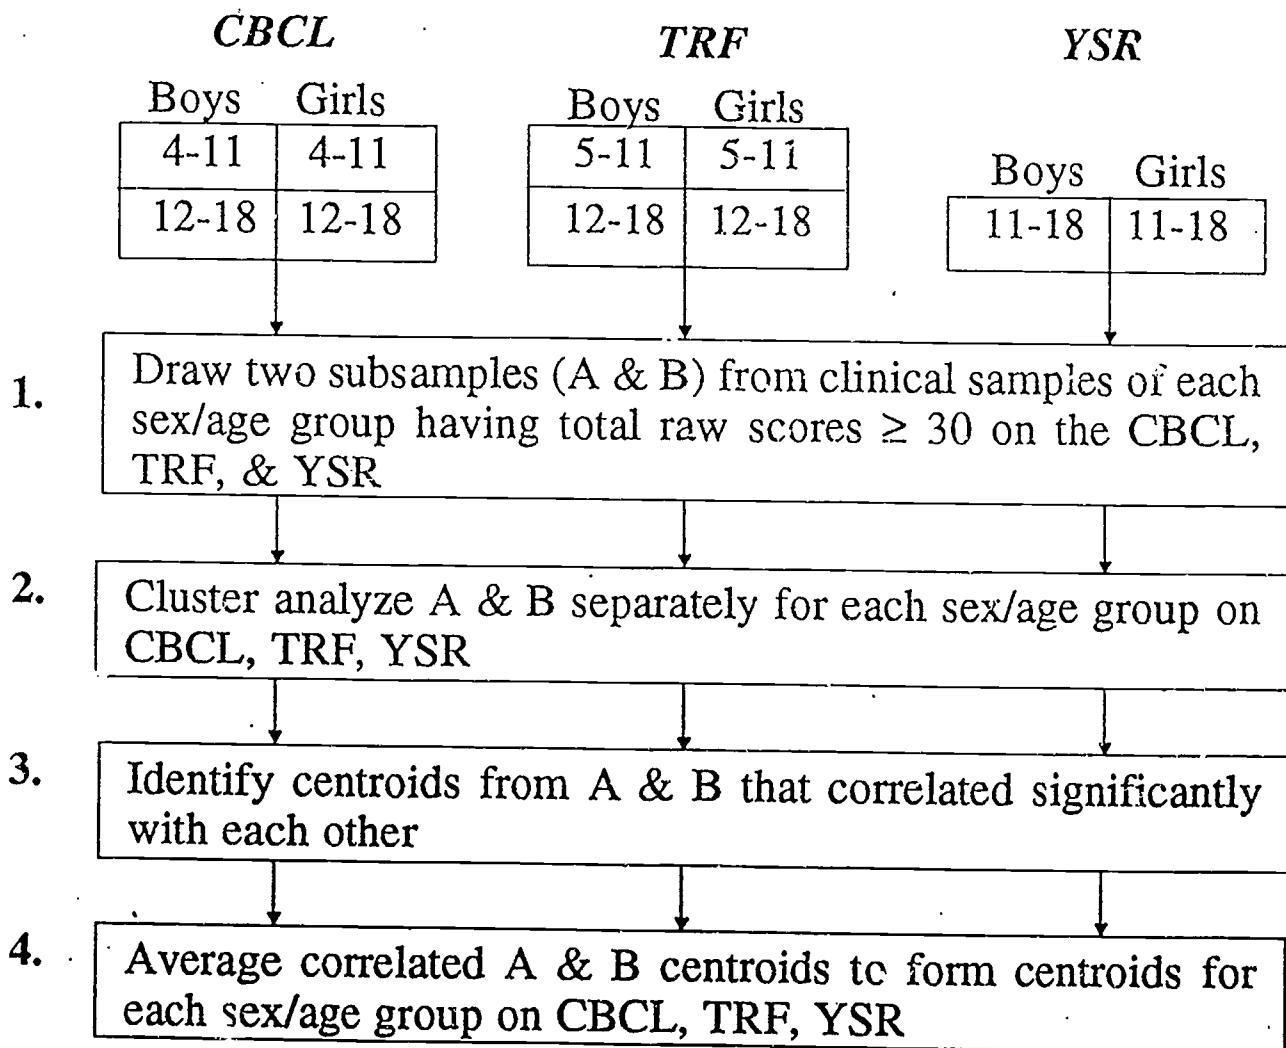 CBCL TRF YSR
Boys Girls Boys Girls
4-11 4-11 5-11 5-11
Boys Girls
12-18 12-18 12-18 12-18 11-18 11-18
1. Draw two subsamples (A & B) from clinical samples of each
sex/age group having total raw scores ≥ 30 on the CBCL,
TRF, & YSR
2. Cluster analyze A & B separately for each sex/age group on
CBCL, TRF, YSR
3. Identify centroids from A & B that correlated significantly
with each other
4. Average correlated A & B centroids to form centroids for
each sex/age group on CBCL, TRF, YSR